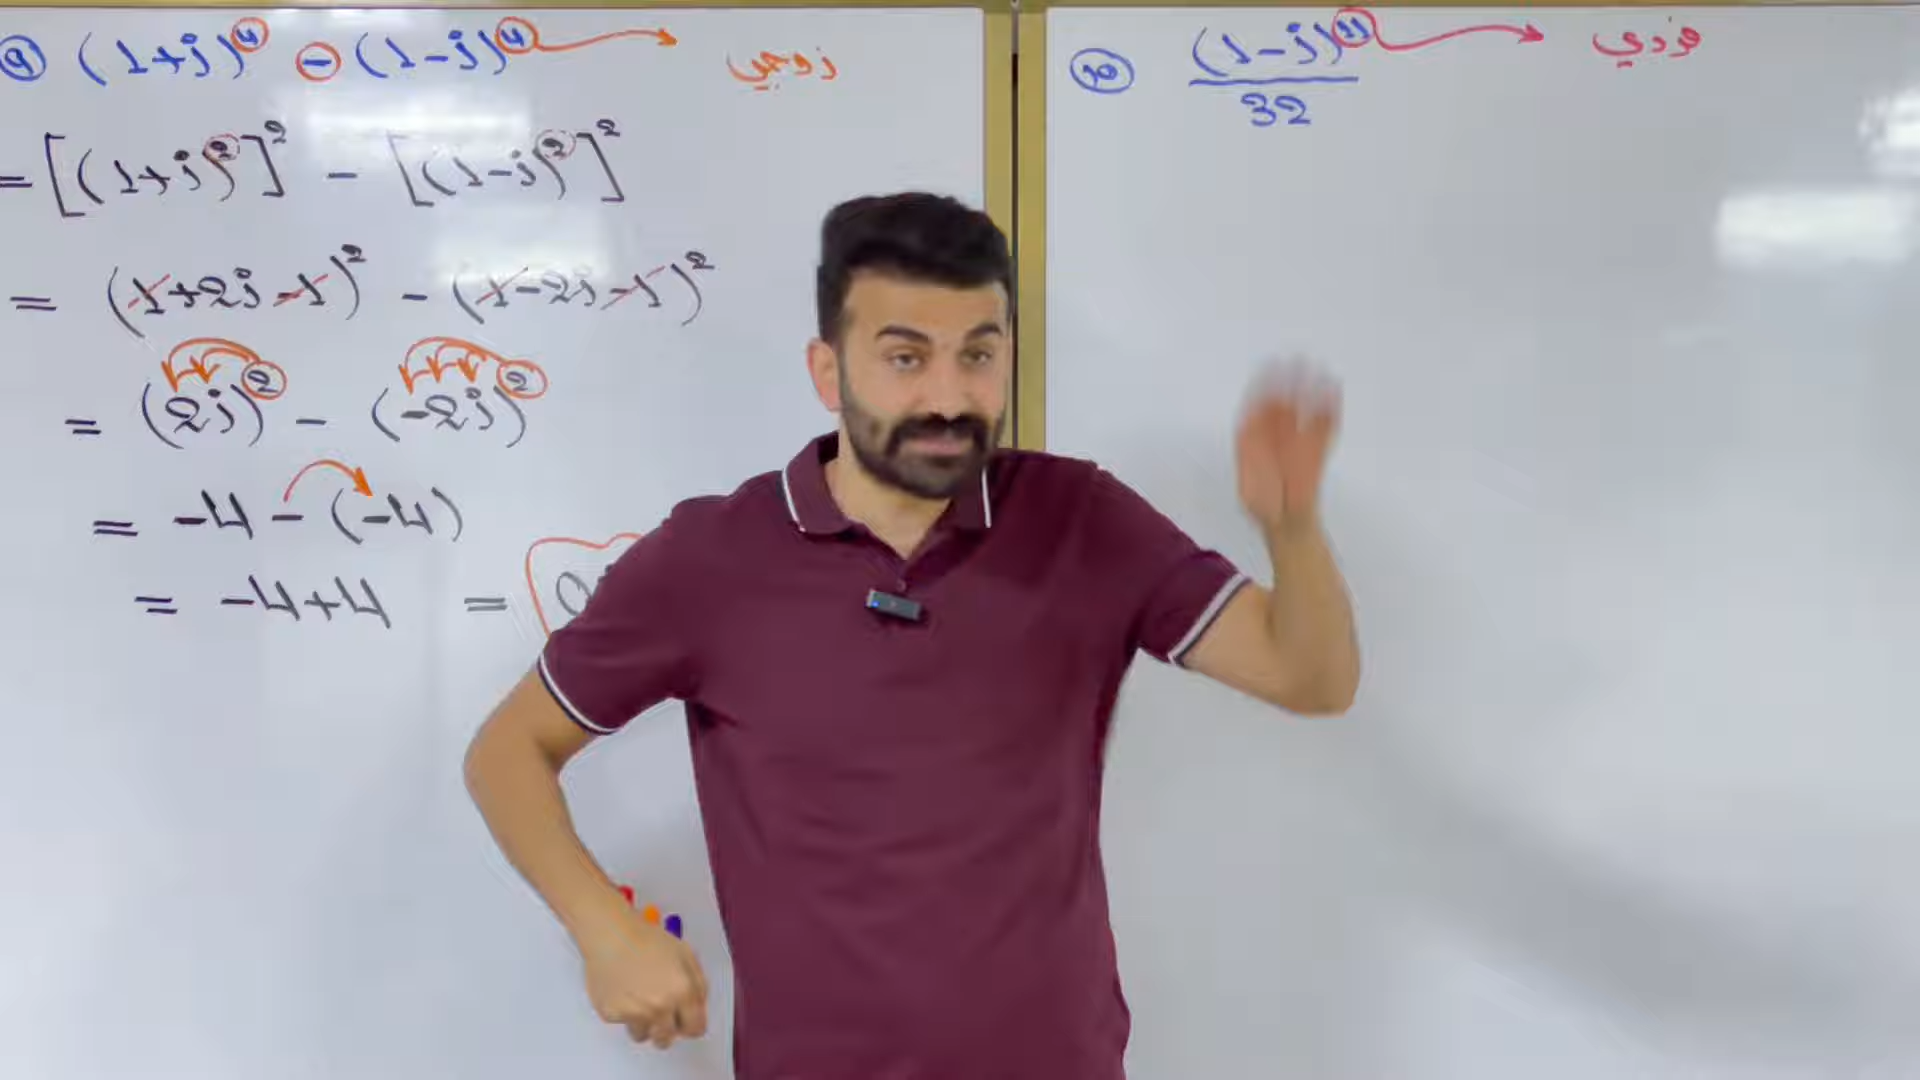 ⑨ (1+i)⁴ - (1-i)⁴ → زوجي
= [(1+i)²]² - [(1-i)²]²
= (1+2i-1)² - (1-2i-1)²
= (2i)² - (-2i)²
= -4 - (-4)
= -4+4 = 0
⑩ (1-i)¹¹ → فردي
32